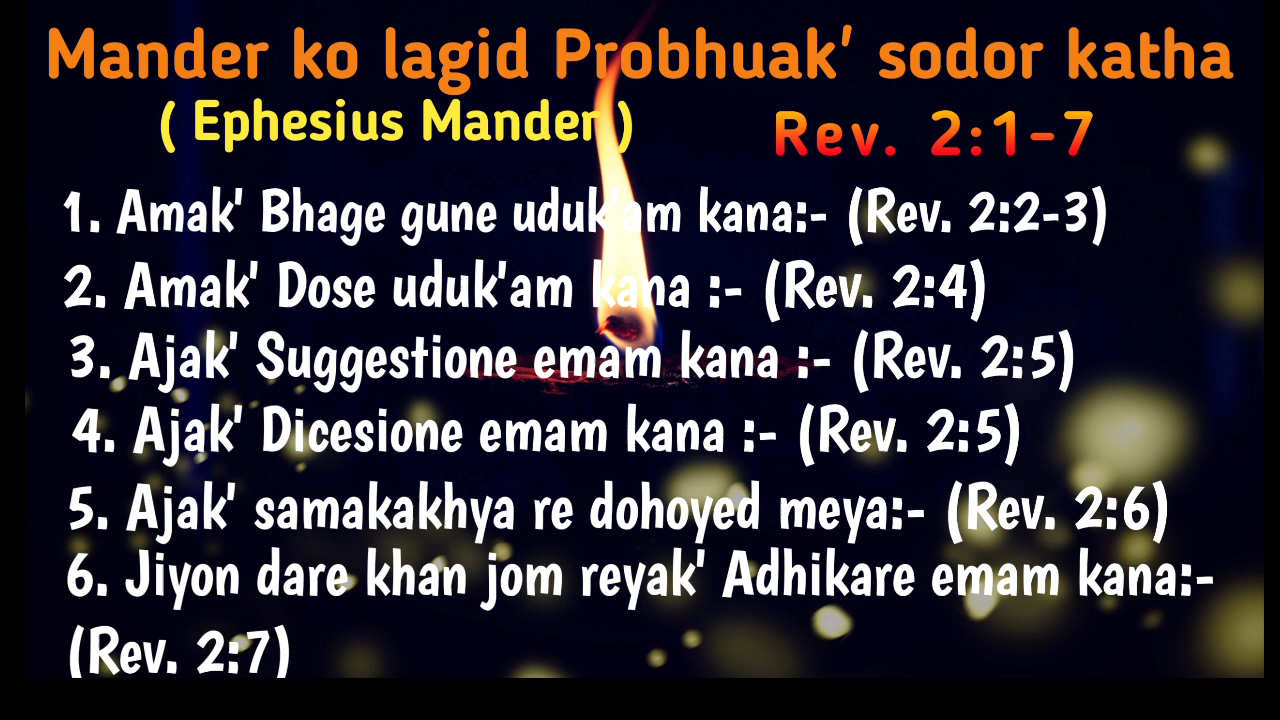 Mander ko lagid Probhuak' sodor katha
( Ephesius Mander ) Rev. 2:1-7
1. Amak' Bhage gune uduk'am kana:- (Rev. 2:2-3)
2. Amak' Dose uduk'am kana :- (Rev. 2:4)
3. Ajak' Suggestione emam kana :- (Rev. 2:5)
4. Ajak' Dicesione emam kana :- (Rev. 2:5)
5. Ajak' samakakhya re dohoyed meya:- (Rev. 2:6)
6. Jiyon dare khan jom reyak' Adhikare emam kana:-
(Rev. 2:7)